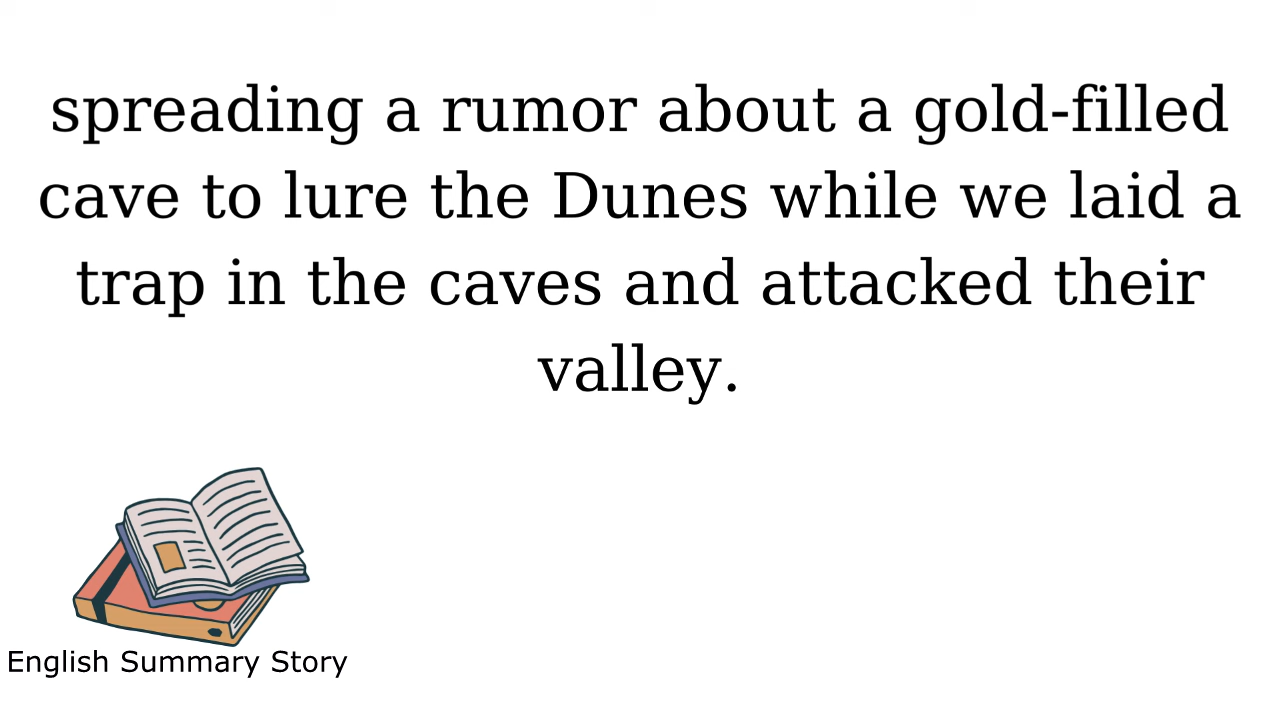 spreading a rumor about a gold-filled
cave to lure the Dunes while we laid a
trap in the caves and attacked their
valley.
English Summary Story